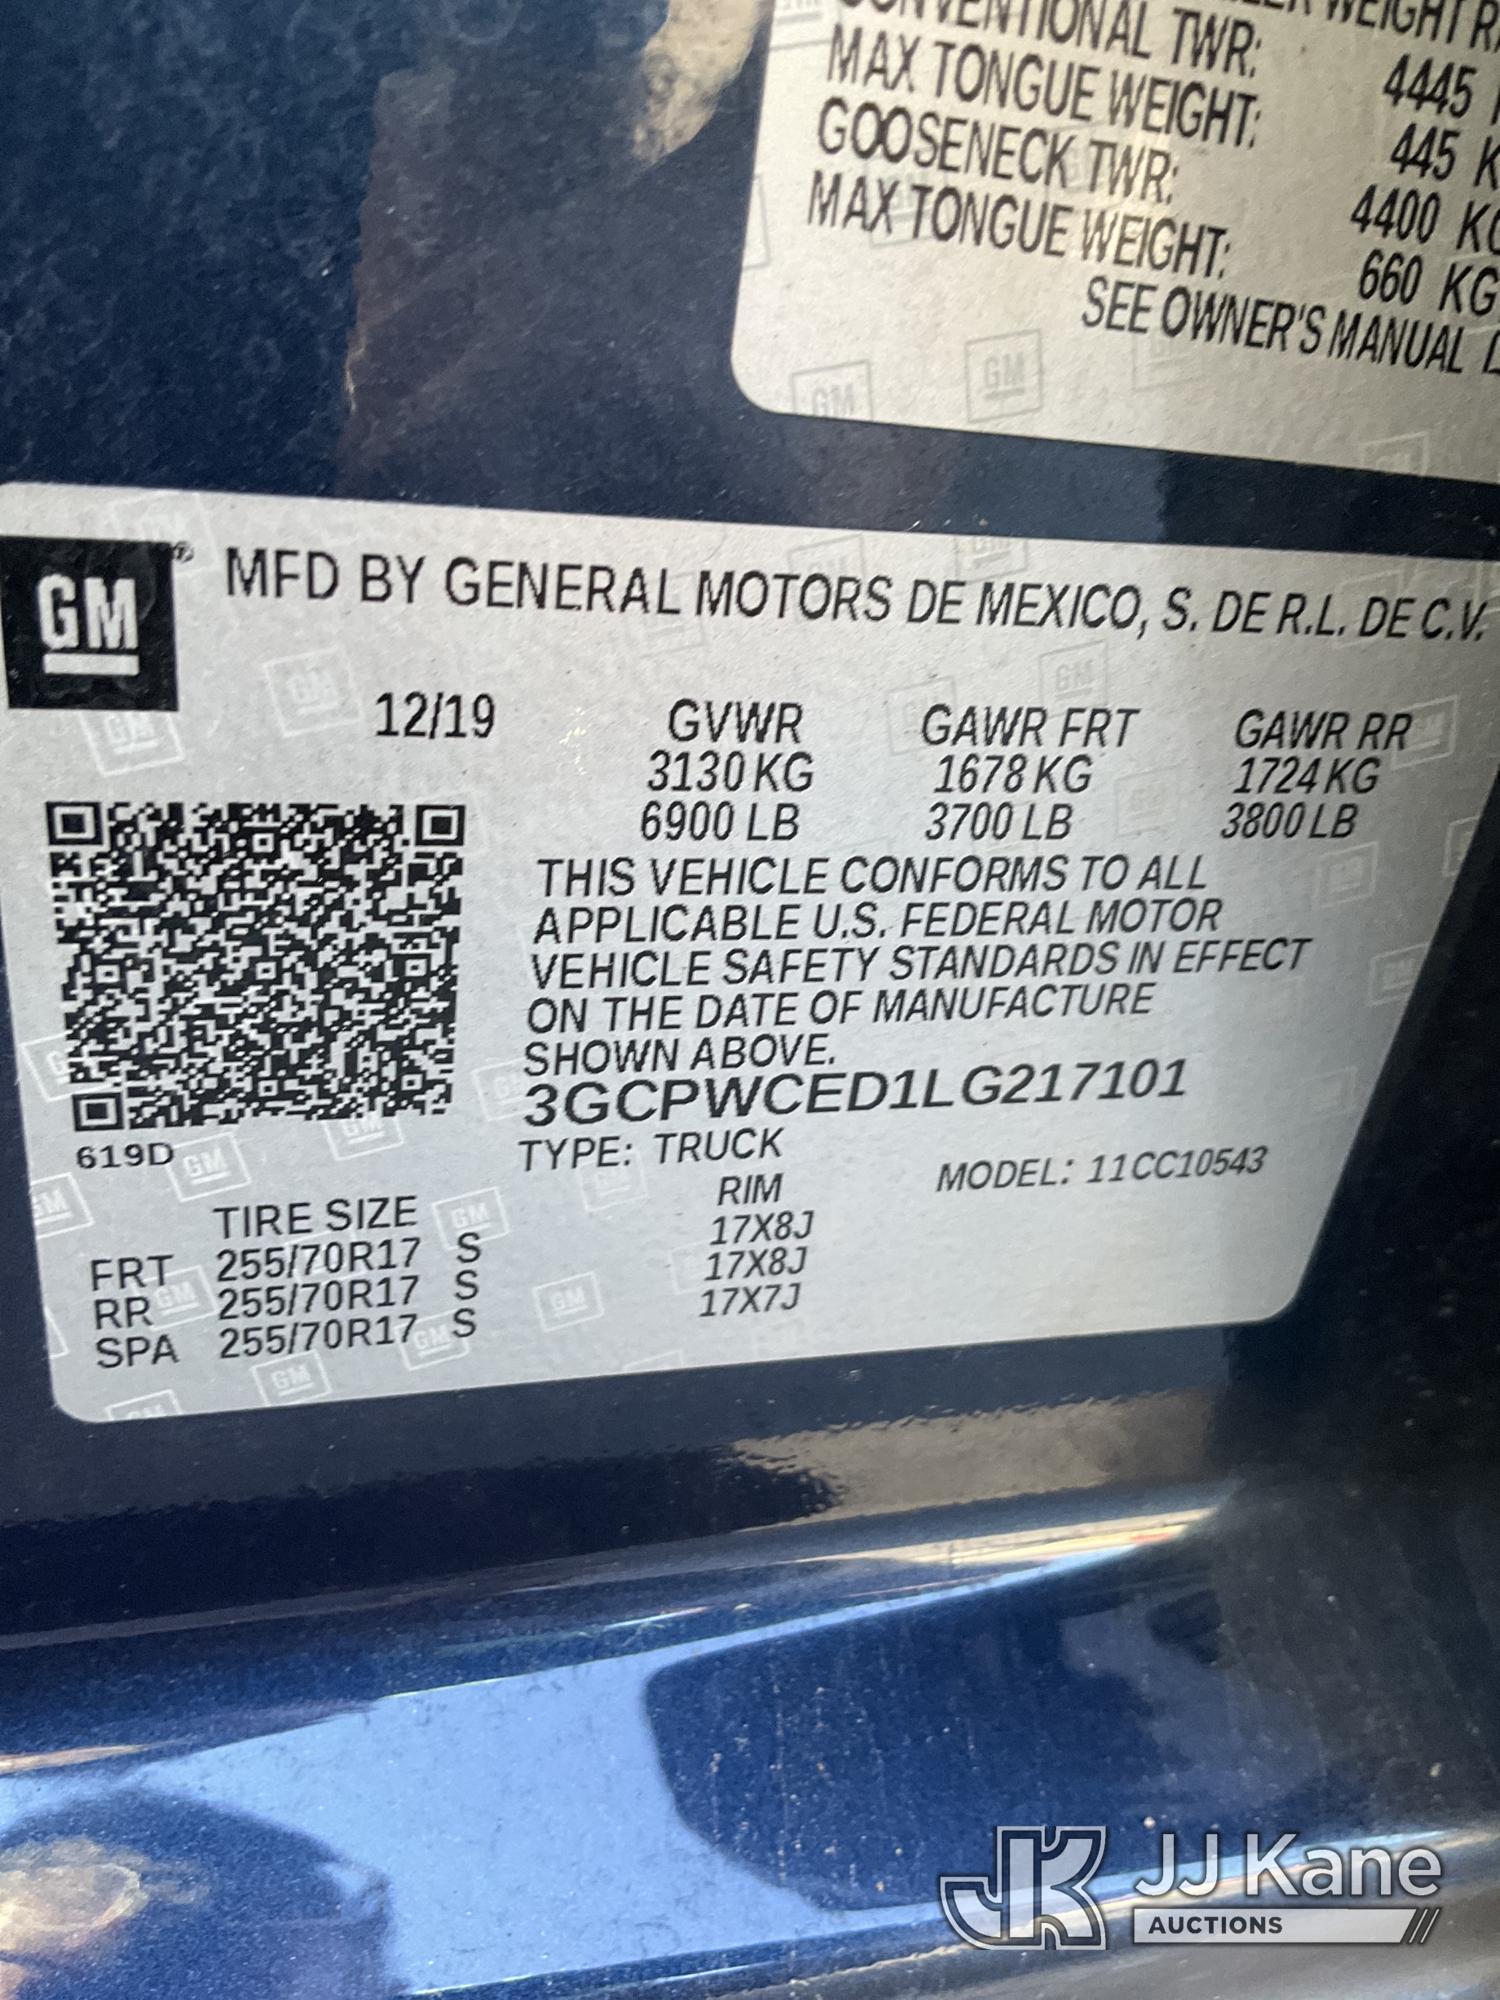 WEIGHT
CONVENTIONAL TWR: 4445
MAX TONGUE WEIGHT: 445 K
GOOSENECK TWR: 4400 KG
MAX TONGUE WEIGHT: 660 KG
SEE OWNER'S MANUAL
GM® MFD BY GENERAL MOTORS DE MEXICO, S. DE R.L. DE C.V.
12/19 GVWR GAWR FRT GAWR RR
3130 KG 1678 KG 1724 KG
6900 LB 3700 LB 3800 LB
THIS VEHICLE CONFORMS TO ALL
APPLICABLE U.S. FEDERAL MOTOR
VEHICLE SAFETY STANDARDS IN EFFECT
ON THE DATE OF MANUFACTURE
SHOWN ABOVE.
3GCPWCED1LG217101
619D
TYPE: TRUCK MODEL: 11CC10543
TIRE SIZE RIM
FRT 255/70R17 S 17X8J
RR 255/70R17 S 17X8J
SPA 255/70R17 S 17X7J
JK JJ Kane
AUCTIONS